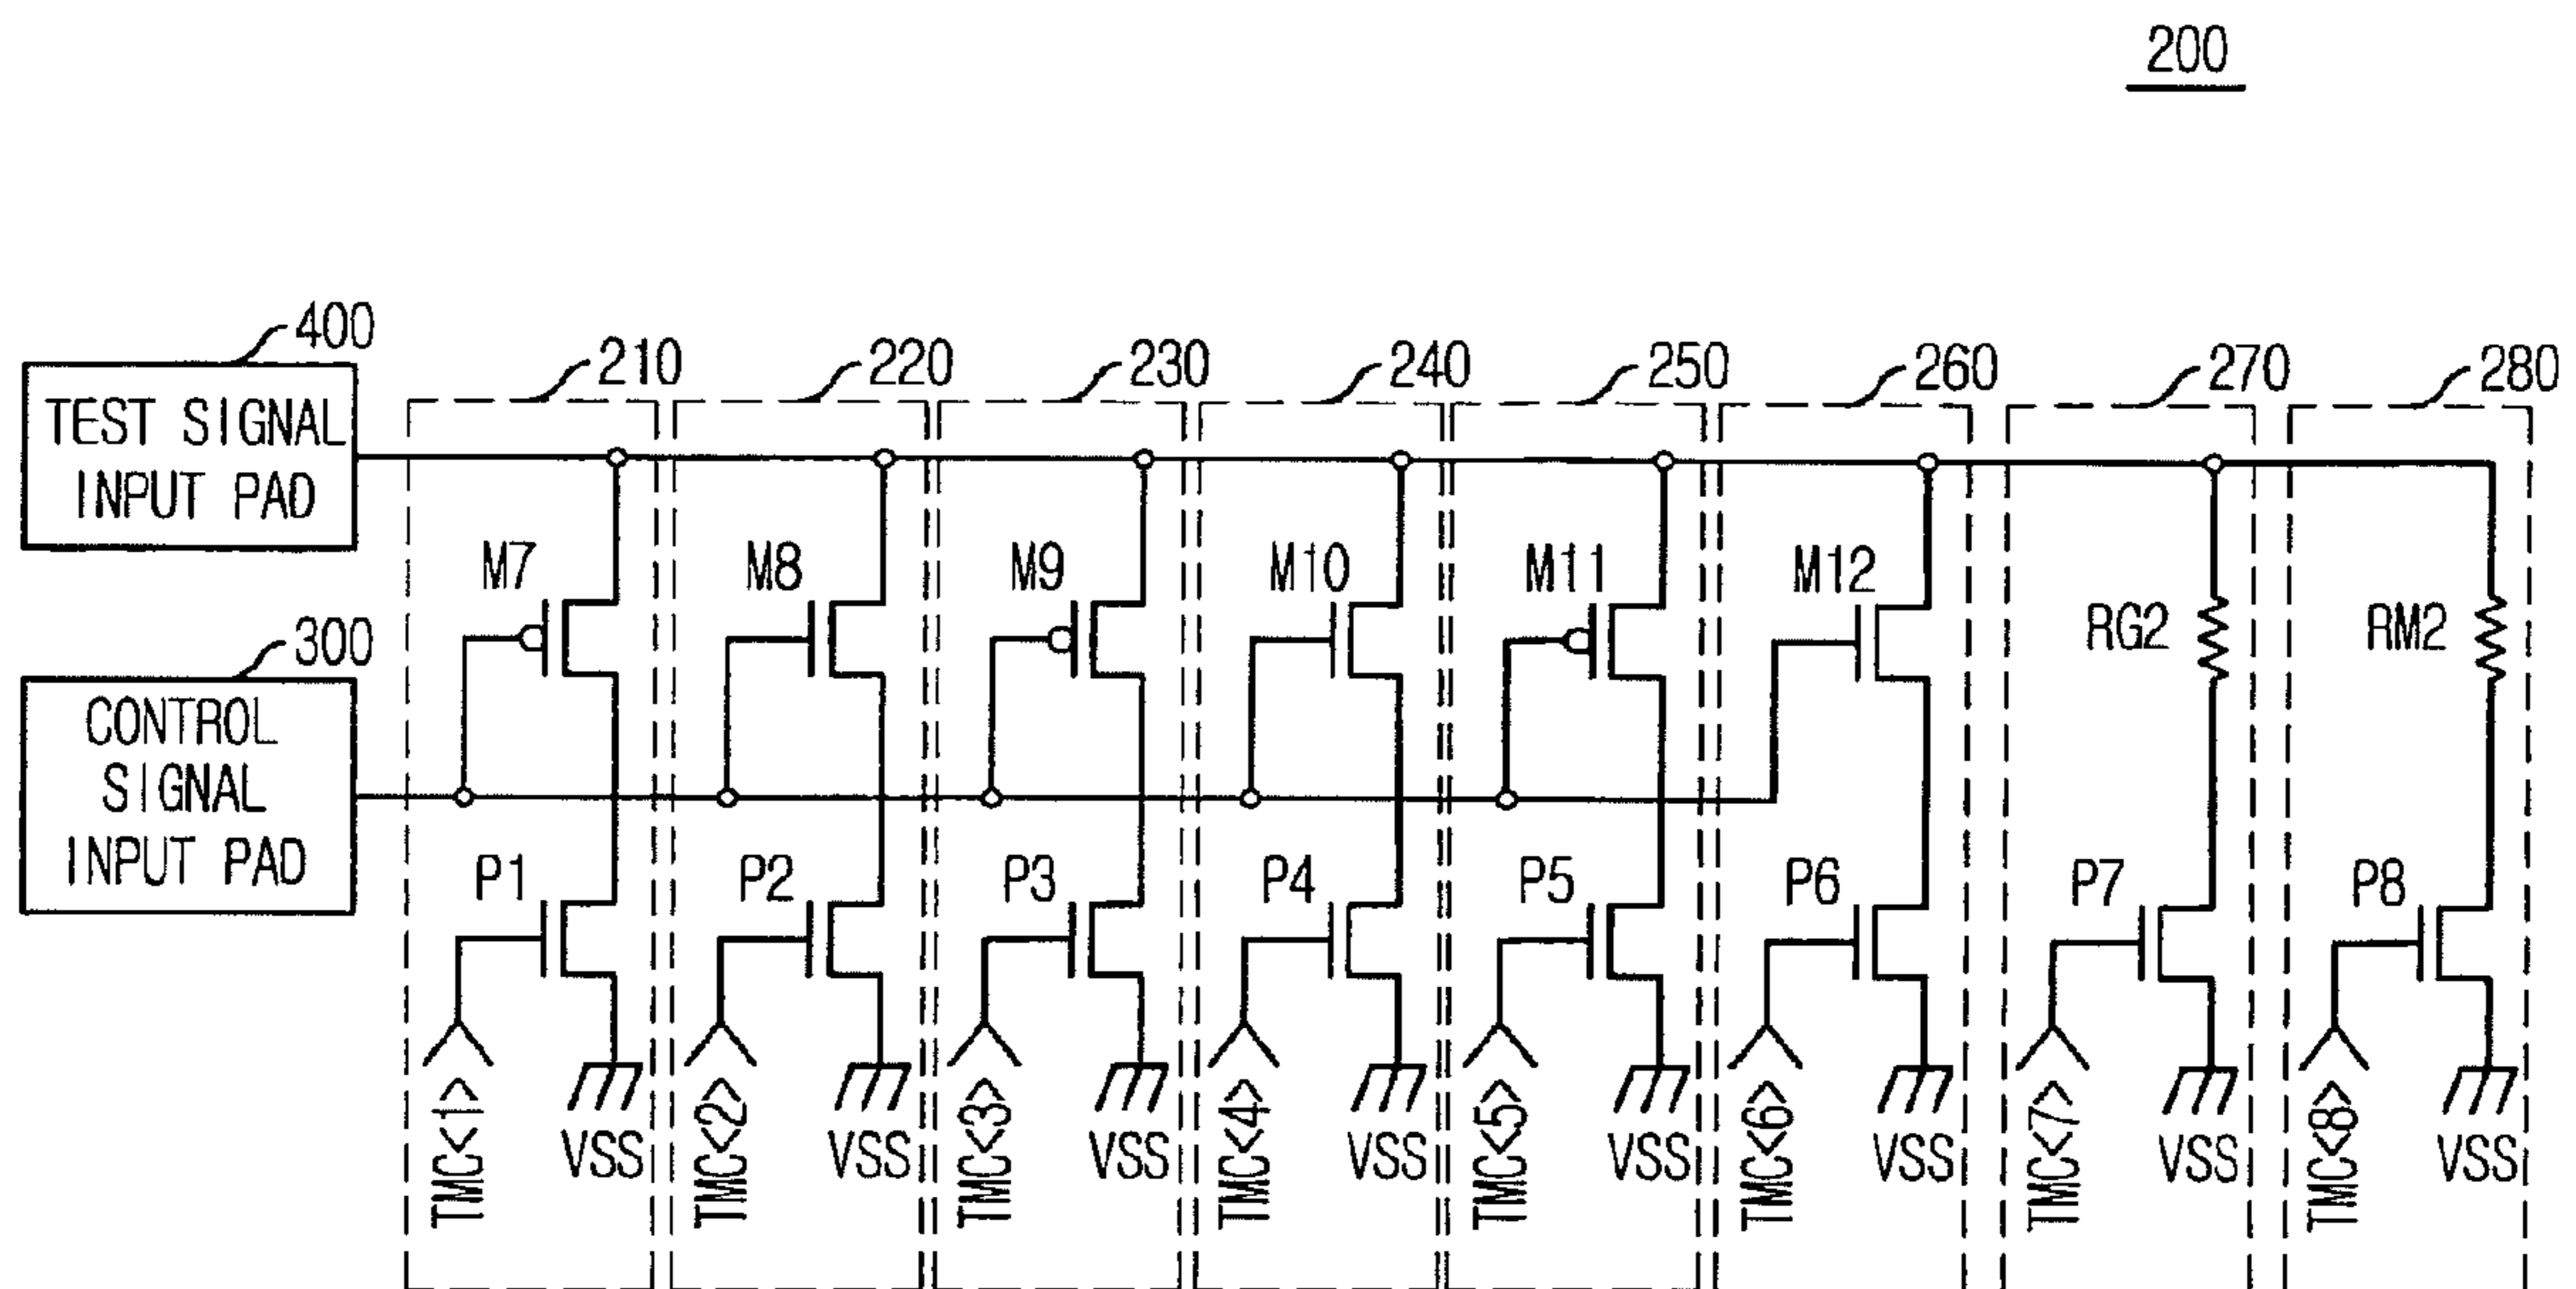 200
400
TEST SIGNAL
INPUT PAD
300
CONTROL
SIGNAL
INPUT PAD
210
220
230
240
250
260
270
280
M7
M8
M9
M10
M11
M12
RG2
RM2
P1
P2
P3
P4
P5
P6
P7
P8
TMC<1>
VSS
TMC<2>
VSS
TMC<3>
VSS
TMC<4>
VSS
TMC<5>
VSS
TMC<6>
VSS
TMC<7>
VSS
TMC<8>
VSS